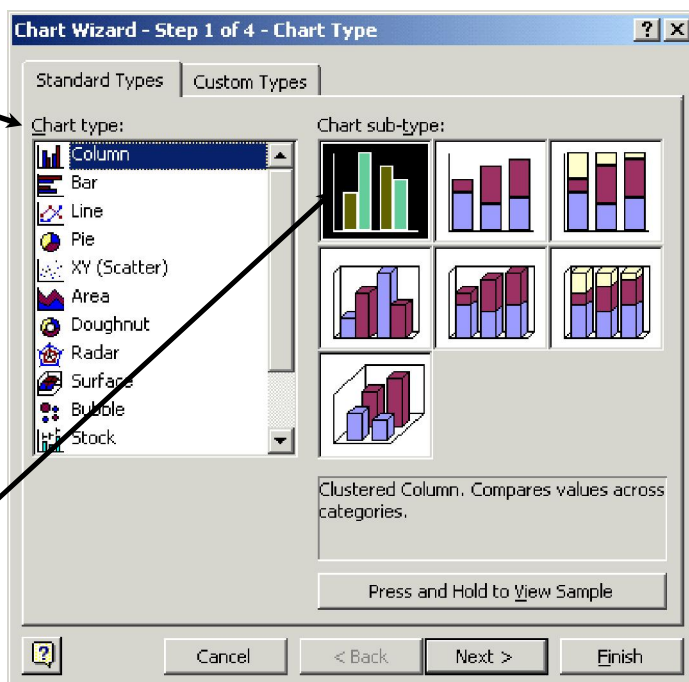 Chart Wizard - Step 1 of 4 - Chart Type
Standard Types
Custom Types
Chart type:
Column
Bar
Line
Pie
XY (Scatter)
Area
Doughnut
Radar
Surface
Bubble
Stock
Chart sub-type:
Clustered Column. Compares values across
categories.
Press and Hold to View Sample
Cancel
< Back
Next >
Finish